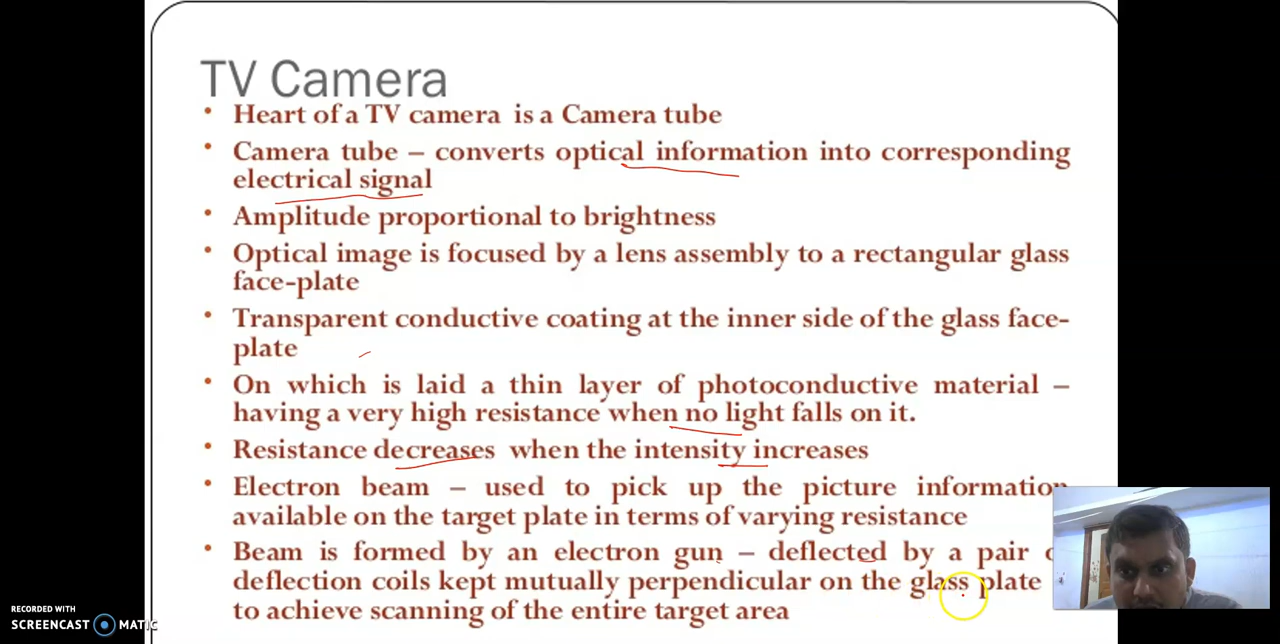 TV Camera
• Heart of a TV camera is a Camera tube
• Camera tube – converts optical information into corresponding
electrical signal
• Amplitude proportional to brightness
• Optical image is focused by a lens assembly to a rectangular glass
face-plate
• Transparent conductive coating at the inner side of the glass face-
plate
• On which is laid a thin layer of photoconductive material –
having a very high resistance when no light falls on it.
• Resistance decreases when the intensity increases
• Electron beam – used to pick up the picture information
available on the target plate in terms of varying resistance
• Beam is formed by an electron gun – deflected by a pair
deflection coils kept mutually perpendicular on the glass plate
to achieve scanning of the entire target area
RECORDED WITH
SCREENCAST MATIC